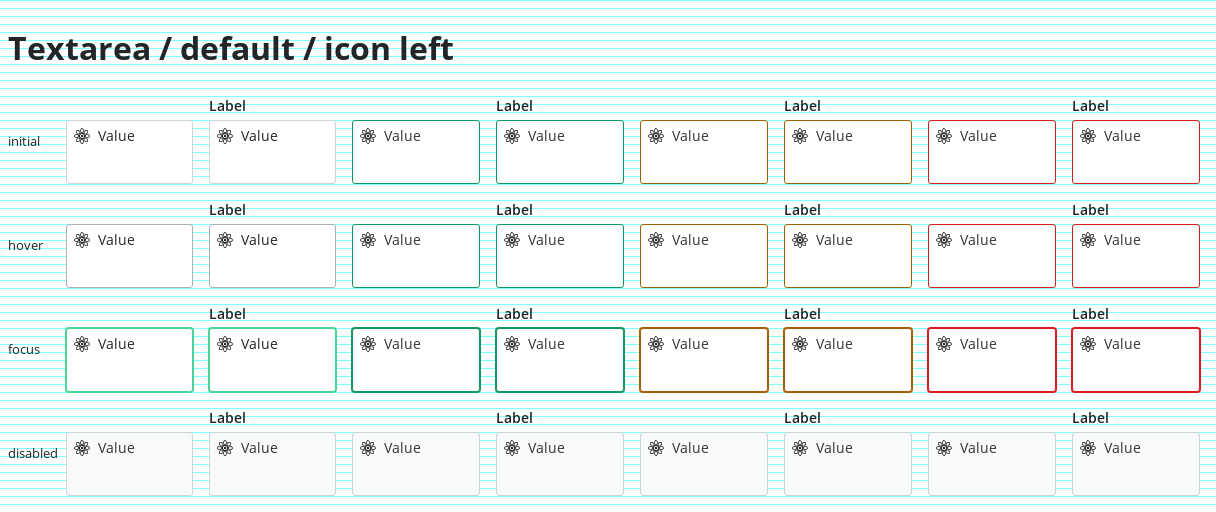 Textarea / default / icon left
Label Label Label Label
initial Value Value Value Value Value Value Value Value
Label Label Label Label
hover Value Value Value Value Value Value Value Value
Label Label Label Label
focus Value Value Value Value Value Value Value Value
Label Label Label Label
disabled Value Value Value Value Value Value Value Value